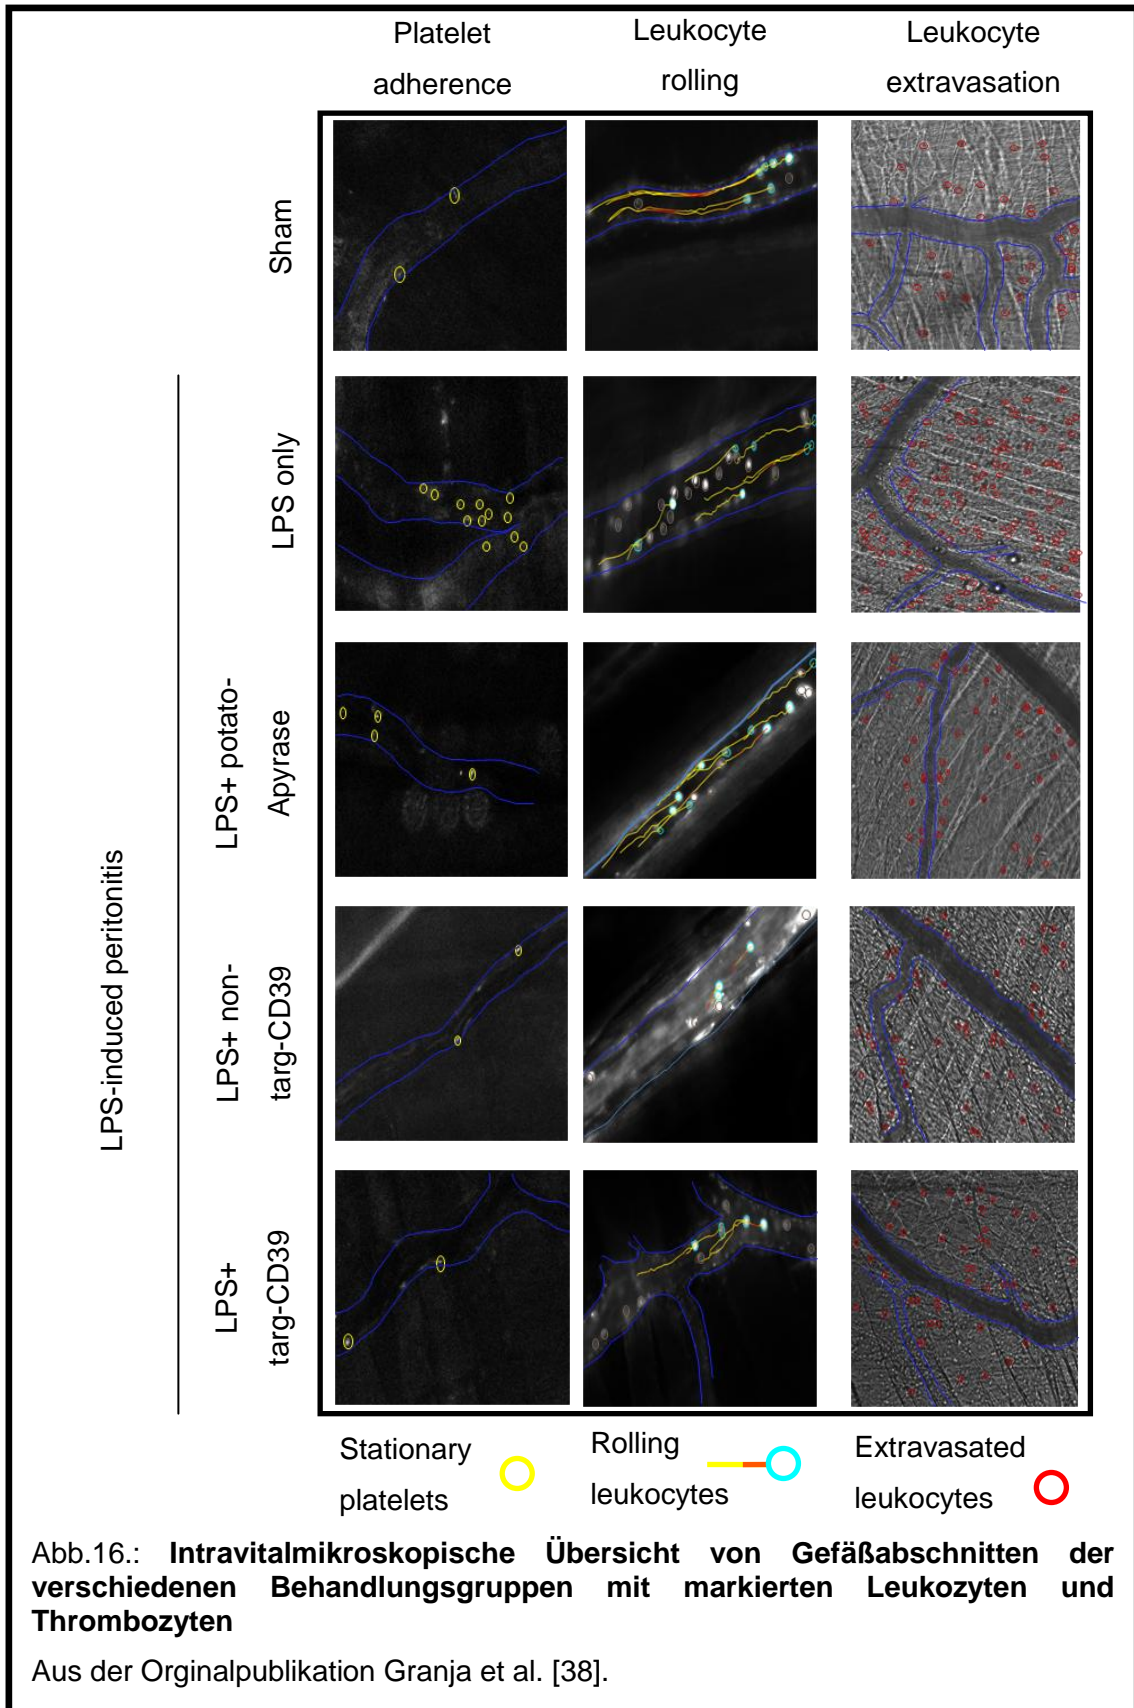 Platelet
adherence
Leukocyte
rolling
Leukocyte
extravasation
Sham
LPS only
LPS+ potato-
Apyrase
LPS+ non-
targ-CD39
LPS+
targ-CD39
LPS-induced peritonitis
Stationary
platelets
Rolling
leukocytes
Extravasated
leukocytes
Abb.16.: Intravitalmikroskopische Übersicht von Gefäßabschnitten der
verschiedenen Behandlungsgruppen mit markierten Leukozyten und
Thrombozyten
Aus der Orginalpublikation Granja et al. [38].